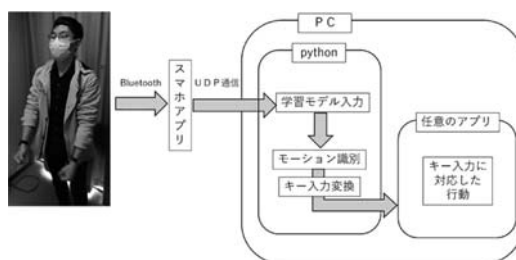 PC
python
Bluetooth
スマホアプリ
UDP通信
学習モデル入力
モーション識別
キー入力変換
任意のアプリ
キー入力に
対応した
行動